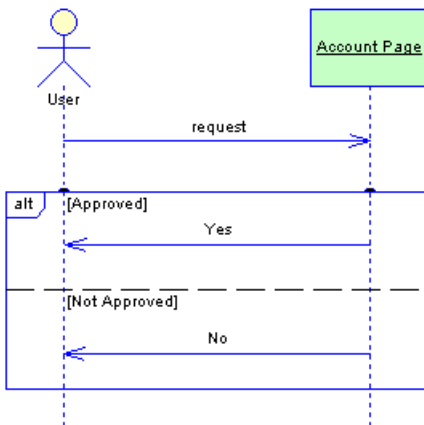 Account Page
User
request
alt
[Approved]
Yes
[Not Approved]
No